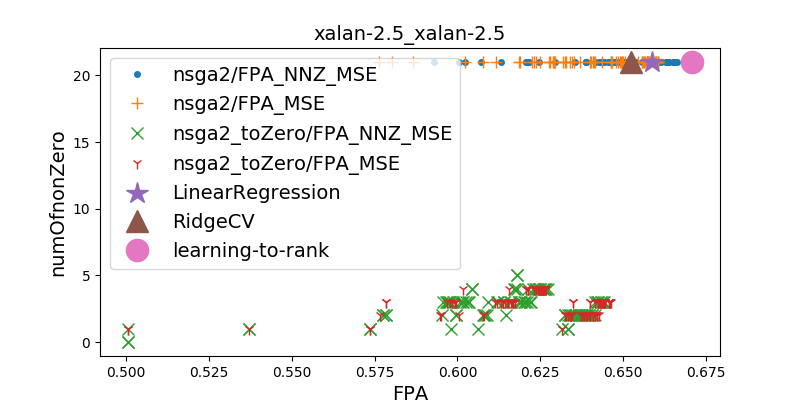 xalan-2.5_xalan-2.5
numOfnonZero
20
15
10
5
0
nsga2/FPA_NNZ_MSE
nsga2/FPA_MSE
nsga2_toZero/FPA_NNZ_MSE
nsga2_toZero/FPA_MSE
LinearRegression
RidgeCV
learning-to-rank
0.500 0.525 0.550 0.575 0.600 0.625 0.650 0.675
FPA